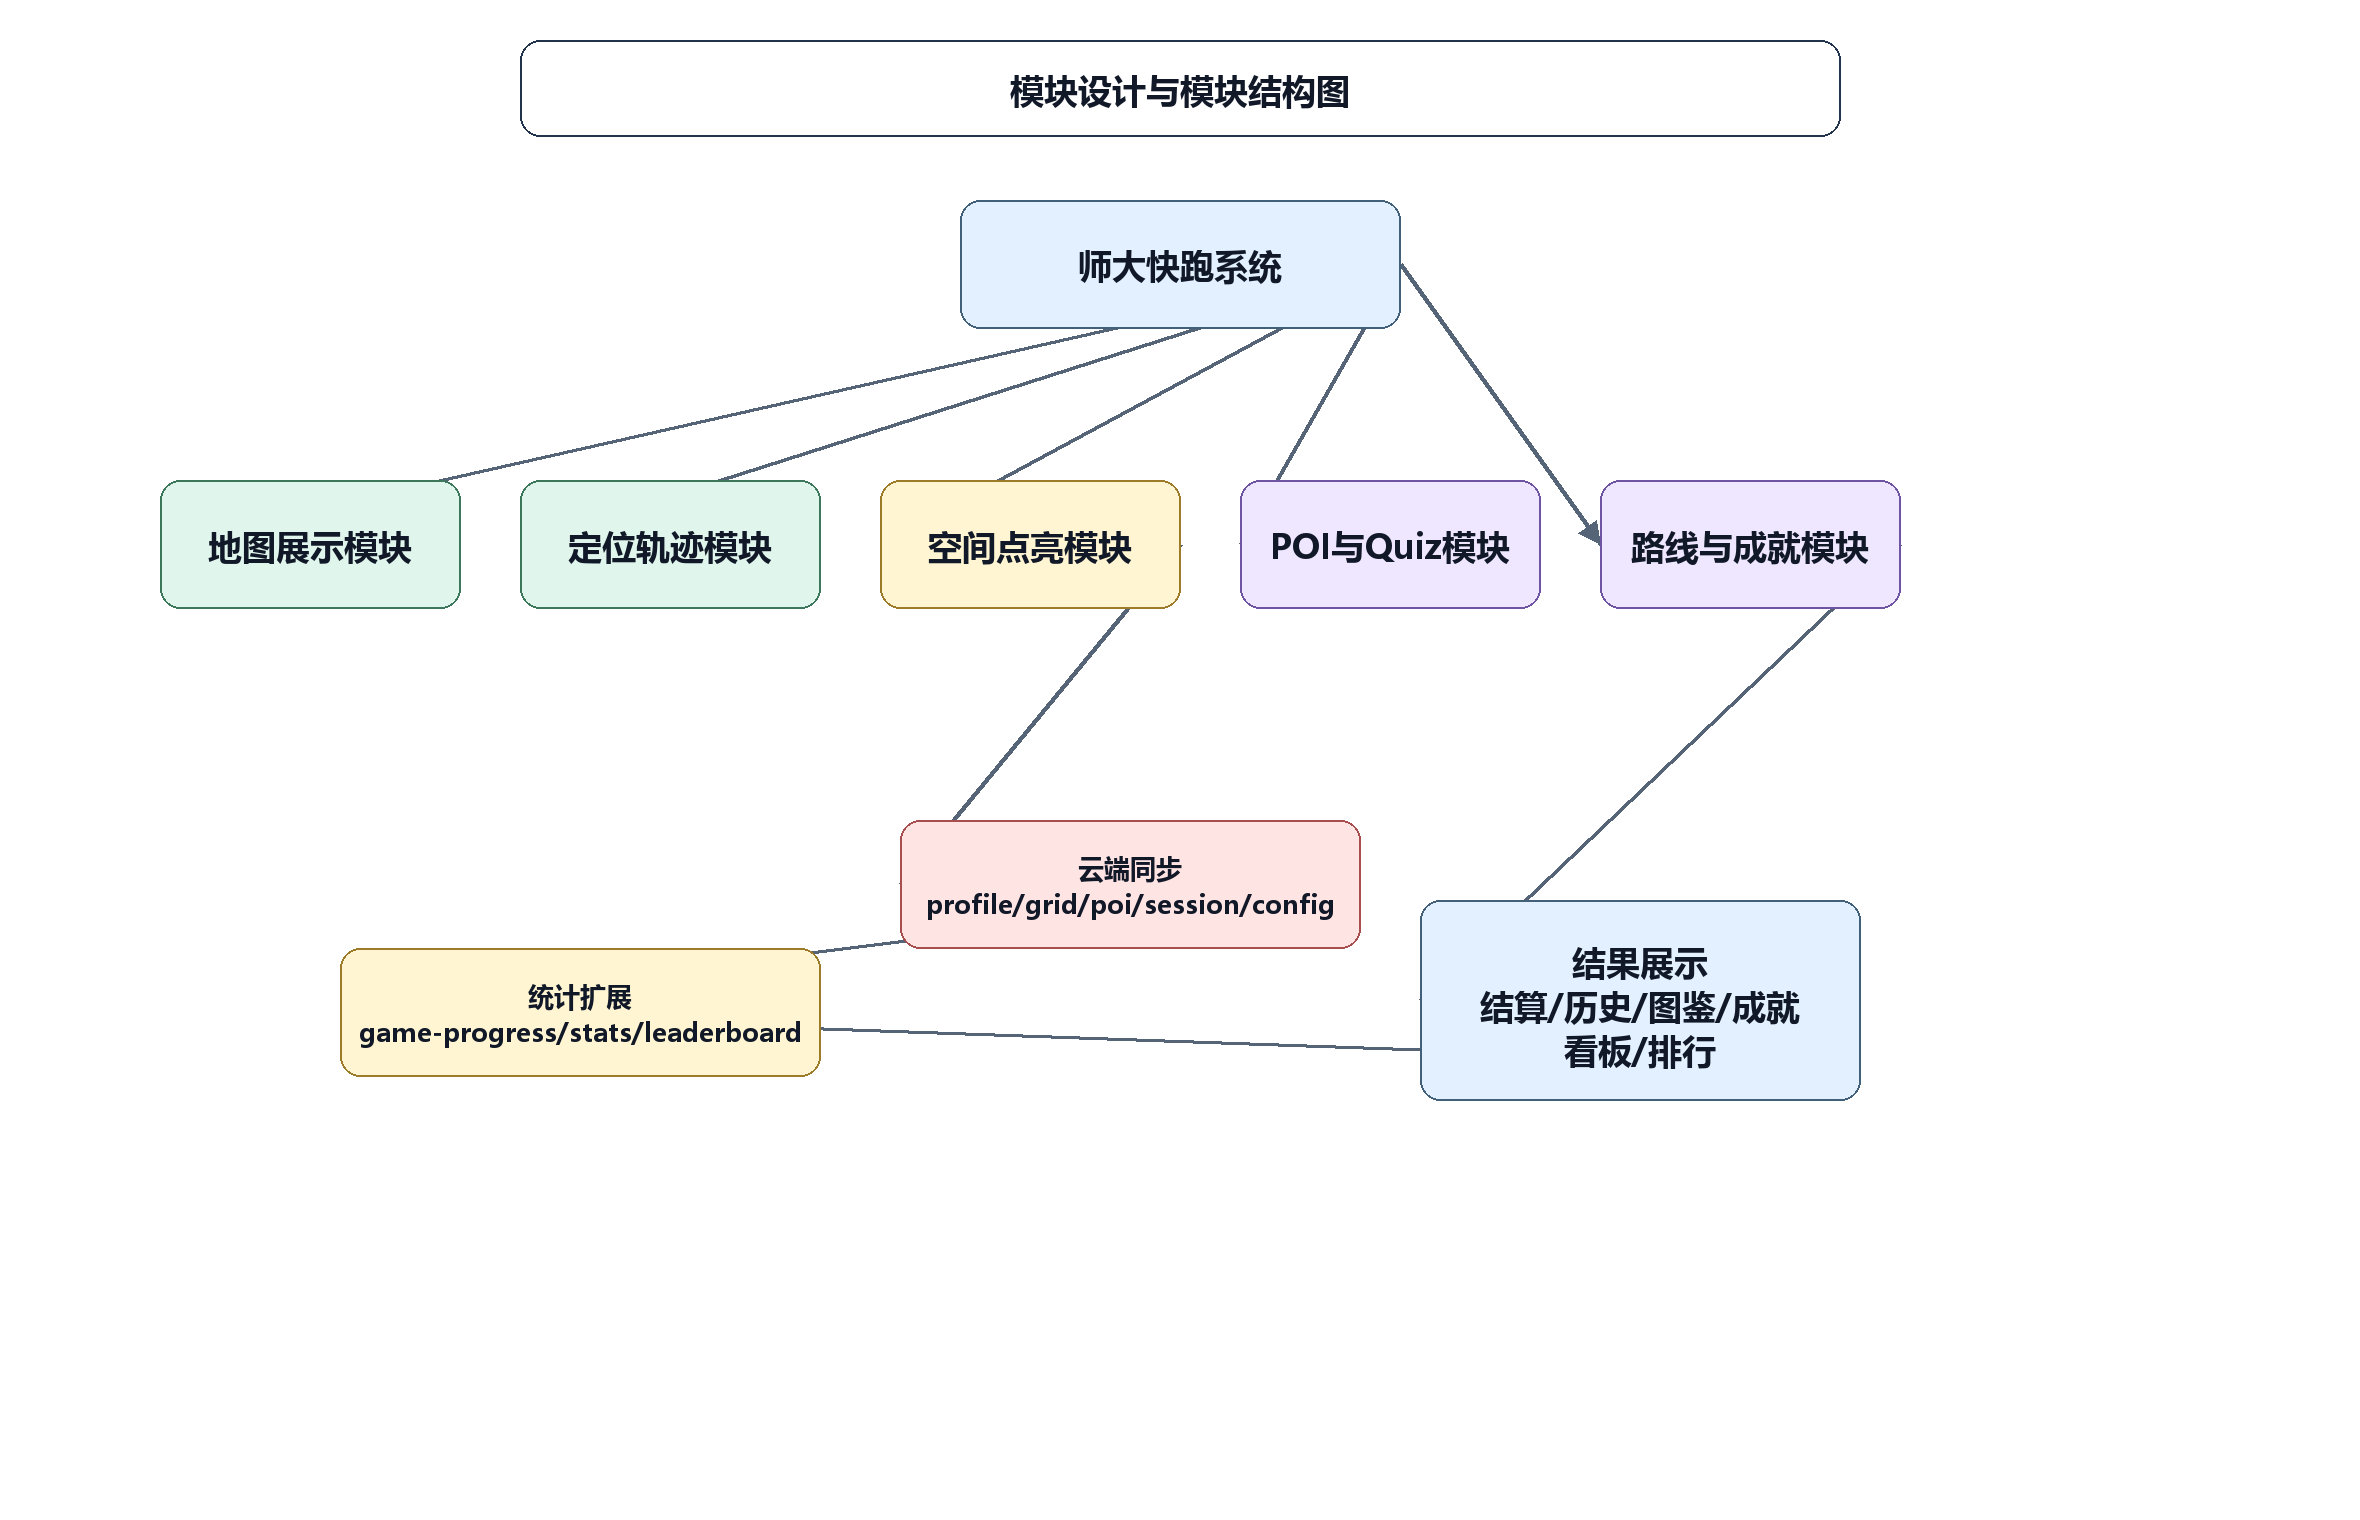 模块设计与模块结构图
师大快跑系统
地图展示模块
定位轨迹模块
空间点亮模块
POI与Quiz模块
路线与成就模块
云端同步
profile/grid/poi/session/config
统计扩展
game-progress/stats/leaderboard
结果展示
结算/历史/图鉴/成就
看板/排行